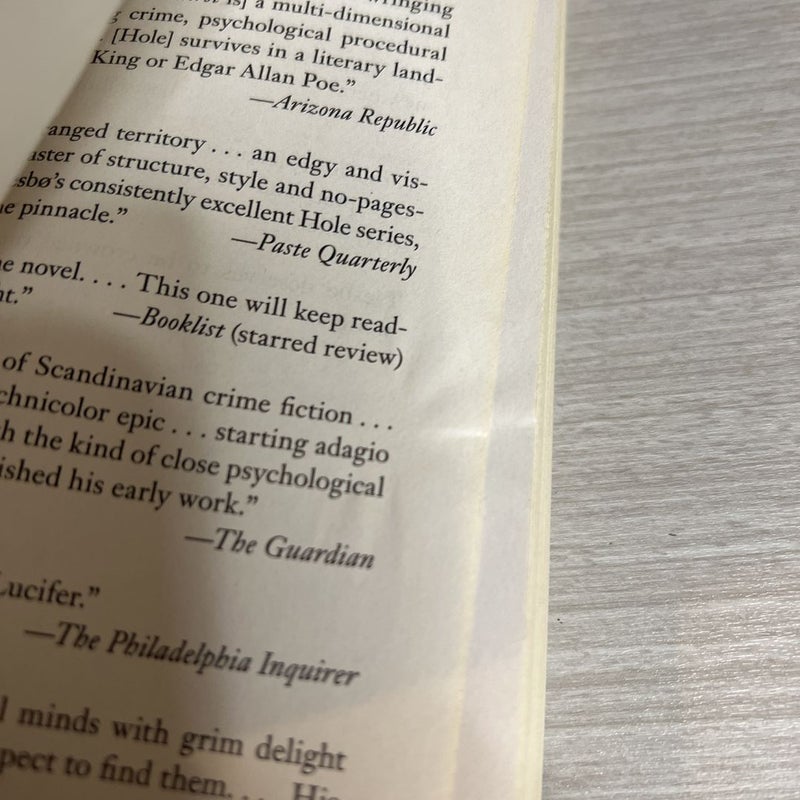 is] a multi-dimensional
crime, psychological procedural
. [Hole] survives in a literary land-
King or Edgar Allan Poe.”
—Arizona Republic
anged territory . . . an edgy and vis-
aster of structure, style and no-pages-
sbø’s consistently excellent Hole series,
e pinnacle.”
—Paste Quarterly
e novel. . . . This one will keep read-
nt.”
—Booklist (starred review)
of Scandinavian crime fiction . . .
chnicolor epic . . . starting adagio
h the kind of close psychological
ished his early work.”
—The Guardian
Lucifer.”
—The Philadelphia Inquirer
l minds with grim delight
pect to find them. . . . His